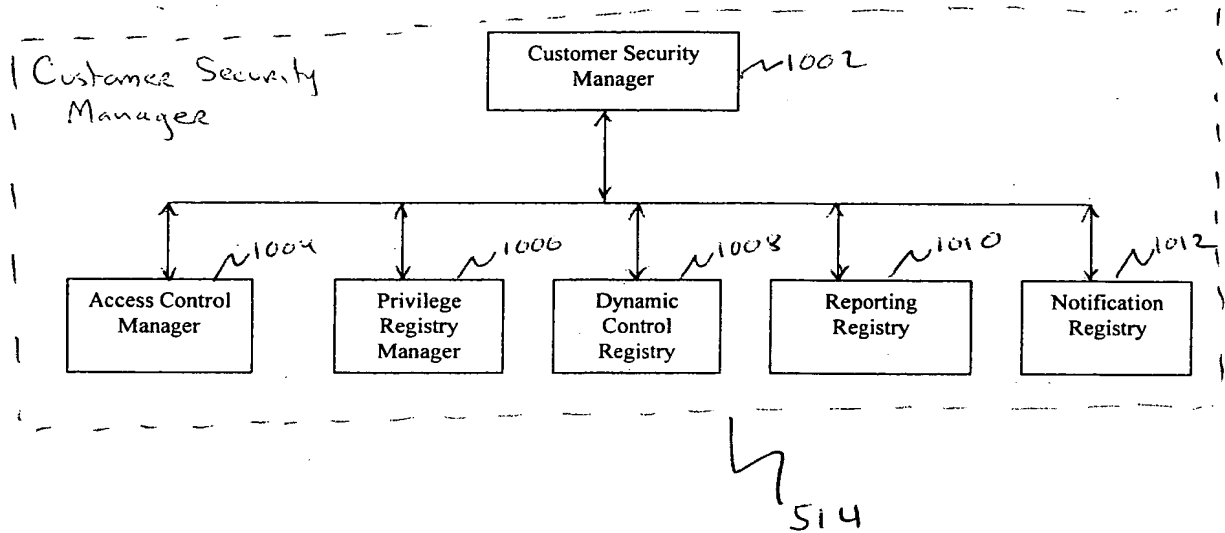 Customer Security
Manager
Customer Security
Manager
1002
1004
1006
1008
1010
1012
Access Control
Manager
Privilege
Registry
Manager
Dynamic
Control
Registry
Reporting
Registry
Notification
Registry
514